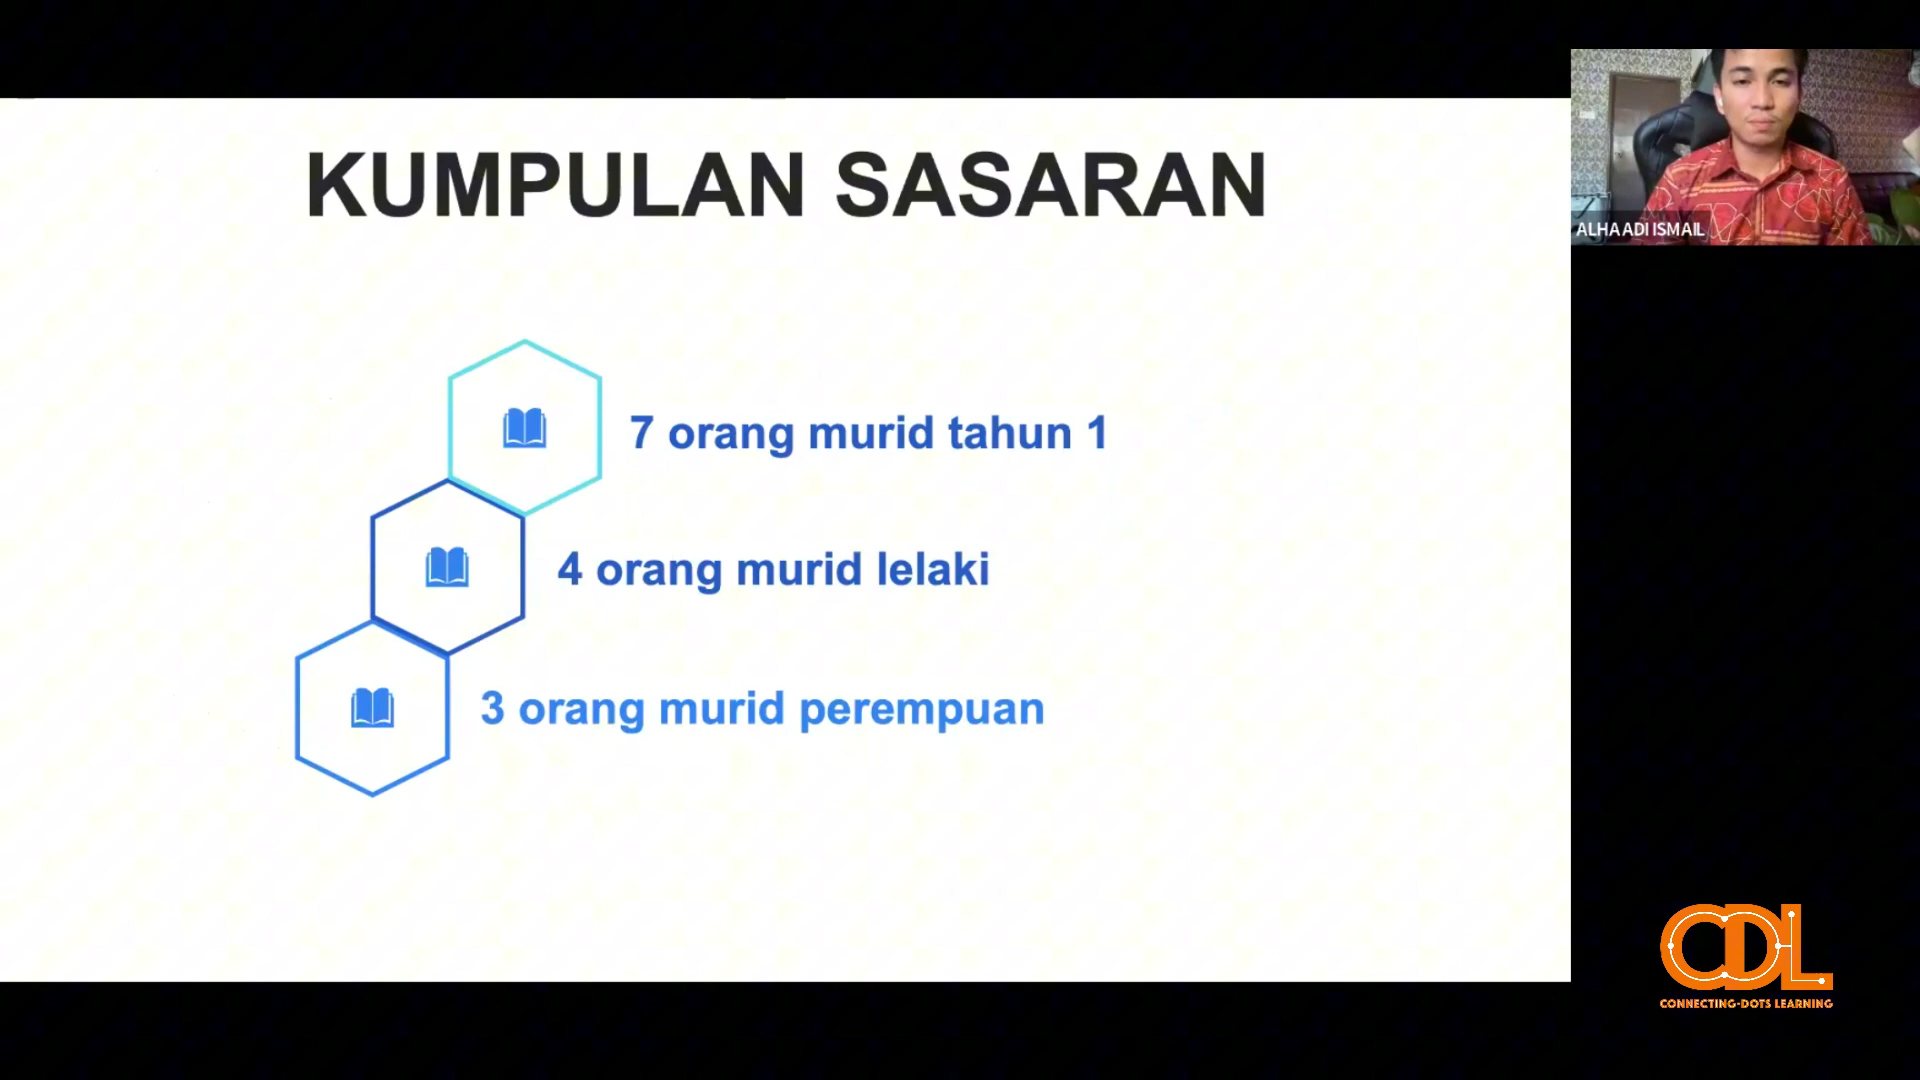 KUMPULAN SASARAN
ALHAADI ISMAIL
7 orang murid tahun 1
4 orang murid lelaki
3 orang murid perempuan
CDL
CONNECTING-DOTS LEARNING